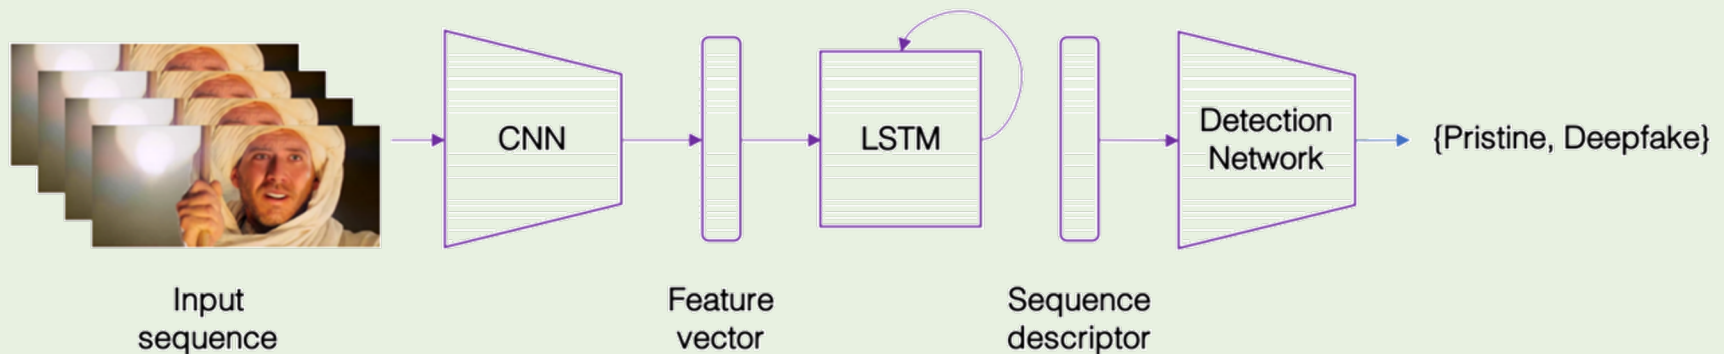 CNN
LSTM
Detection
Network
{Pristine, Deepfake}
Input
sequence
Feature
vector
Sequence
descriptor